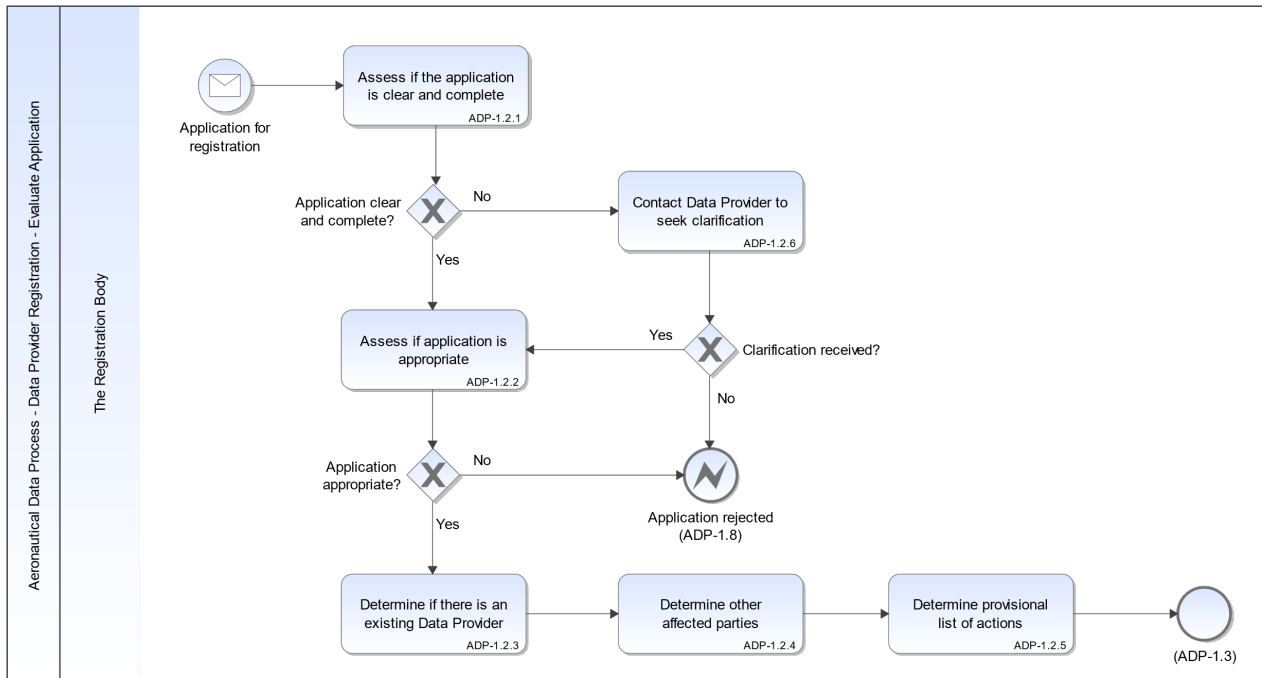 Aeronautical Data Process - Data Provider Registration - Evaluate Application
The Registration Body
Application for
registration
Assess if the application
is clear and complete
ADP-1.2.1
Application clear
and complete?
No
Contact Data Provider to
seek clarification
ADP-1.2.6
Yes
Assess if application is
appropriate
ADP-1.2.2
Yes
Clarification received?
No
Application
appropriate?
No
Application rejected
(ADP-1.8)
Yes
Determine if there is an
existing Data Provider
ADP-1.2.3
Determine other
affected parties
ADP-1.2.4
Determine provisional
list of actions
ADP-1.2.5
(ADP-1.3)